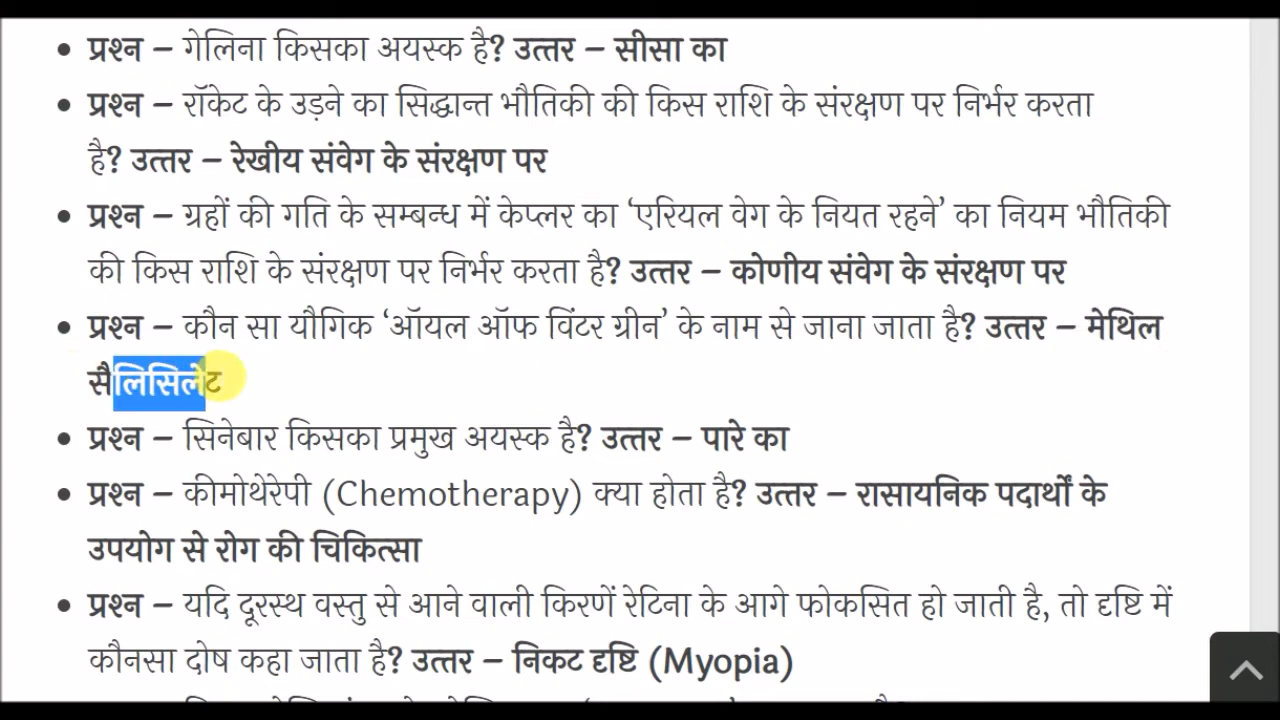 प्रश्न – गेलिना किसका अयस्क है? उत्तर – सीसा का
प्रश्न – रॉकेट के उड़ने का सिद्धान्त भौतिकी की किस राशि के संरक्षण पर निर्भर करता
है? उत्तर – रेखीय संवेग के संरक्षण पर
प्रश्न – ग्रहों की गति के सम्बन्ध में केप्लर का ‘एरियल वेग के नियत रहने’ का नियम भौतिकी
की किस राशि के संरक्षण पर निर्भर करता है? उत्तर – कोणीय संवेग के संरक्षण पर
प्रश्न – कौन सा यौगिक ‘ऑयल ऑफ विंटर ग्रीन’ के नाम से जाना जाता है? उत्तर – मेथिल
सैलिसिलेट
प्रश्न – सिनेबार किसका प्रमुख अयस्क है? उत्तर – पारे का
प्रश्न – कीमोथेरेपी (Chemotherapy) क्या होता है? उत्तर – रासायनिक पदार्थों के
उपयोग से रोग की चिकित्सा
प्रश्न – यदि दूरस्थ वस्तु से आने वाली किरणें रेटिना के आगे फोकसित हो जाती है, तो दृष्टि में
कौनसा दोष कहा जाता है? उत्तर – निकट दृष्टि (Myopia)